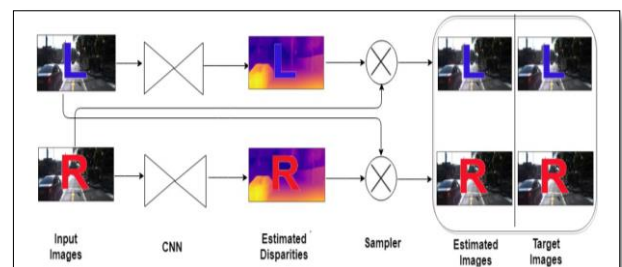 L
L
L
L
R
R
R
R
Input
Images
CNN
Estimated
Disparities
Sampler
Estimated
Images
Target
Images